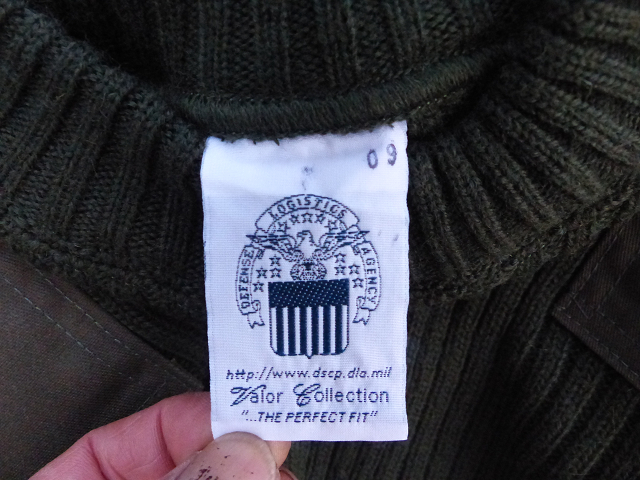 09
DEFENSE LOGISTICS AGENCY
http://www.dscp.dla.mil
Valor Collection
"...THE PERFECT FIT"